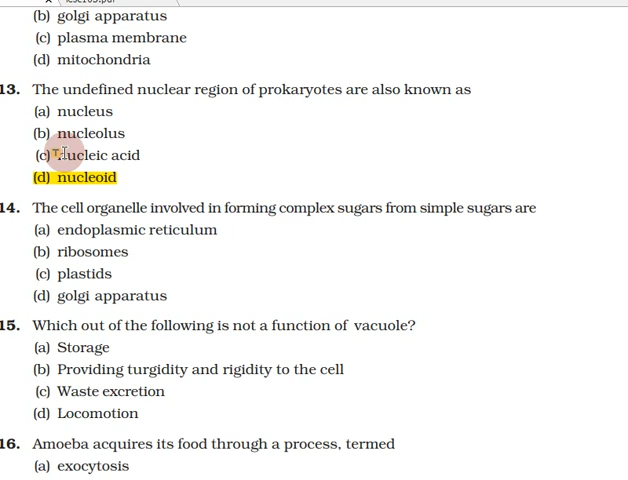 (b) golgi apparatus
(c) plasma membrane
(d) mitochondria
13. The undefined nuclear region of prokaryotes are also known as
(a) nucleus
(b) nucleolus
(c) nucleic acid
(d) nucleoid
14. The cell organelle involved in forming complex sugars from simple sugars are
(a) endoplasmic reticulum
(b) ribosomes
(c) plastids
(d) golgi apparatus
15. Which out of the following is not a function of vacuole?
(a) Storage
(b) Providing turgidity and rigidity to the cell
(c) Waste excretion
(d) Locomotion
16. Amoeba acquires its food through a process, termed
(a) exocytosis